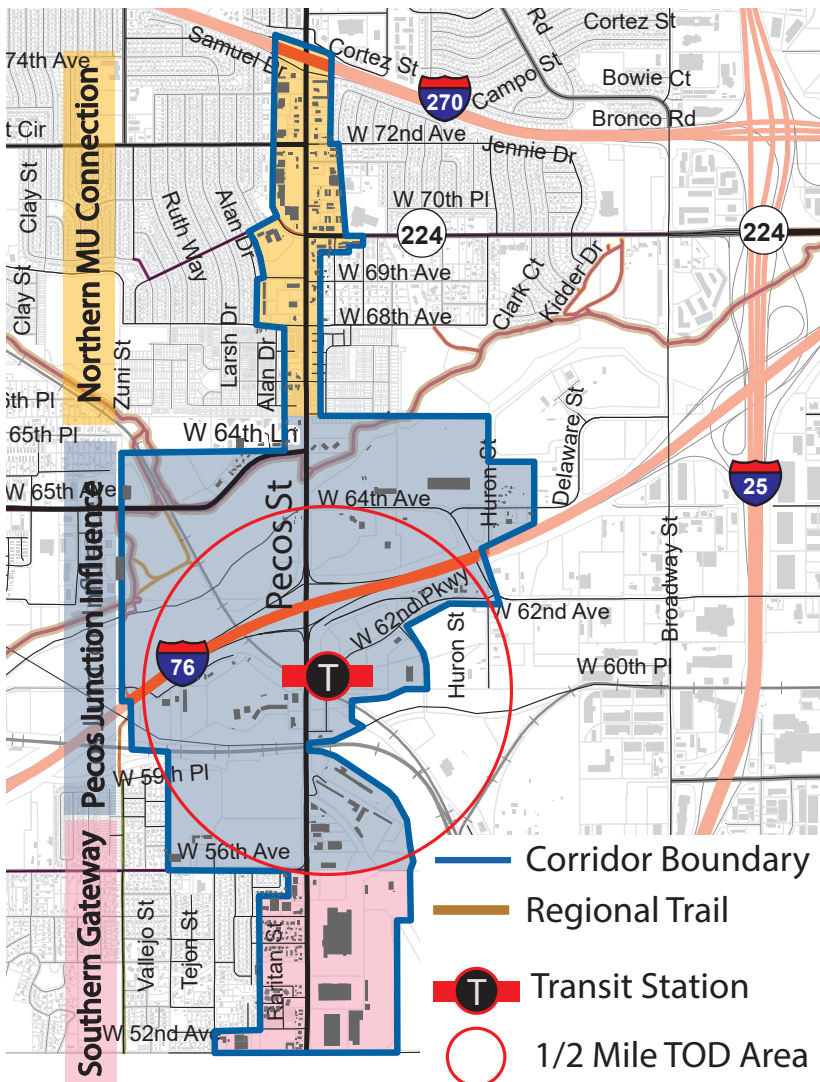 Cortez St
Rd
Samuel Dr
Cortez St
74th Ave
Campo St
Bowie Ct
270
Bronco Rd
t Cir
W 72nd Ave
Jennie Dr
Clay St
Ruth Way
Alan Dr
W 70th Pl
224
224
W 69th Ave
Clark Ct
Kidder Dr
Clay St
Northern MU Connection
Larsh Dr
W 68th Ave
Zuni St
Alan Dr
6th Pl
65th Pl
W 64th Ln
Delaware St
Huron St
W 65th Ave
W 64th Ave
25
Pecos St
Broadway St
Pecos Junction Influence
W 62nd Pkwy
W 62nd Ave
Huron St
76
T
W 60th Pl
W 59th Pl
W 56th Ave
Southern Gateway
Vallejo St
Tejon St
Raritan St
W 52nd Ave
Corridor Boundary
Regional Trail
T
Transit Station
1/2 Mile TOD Area